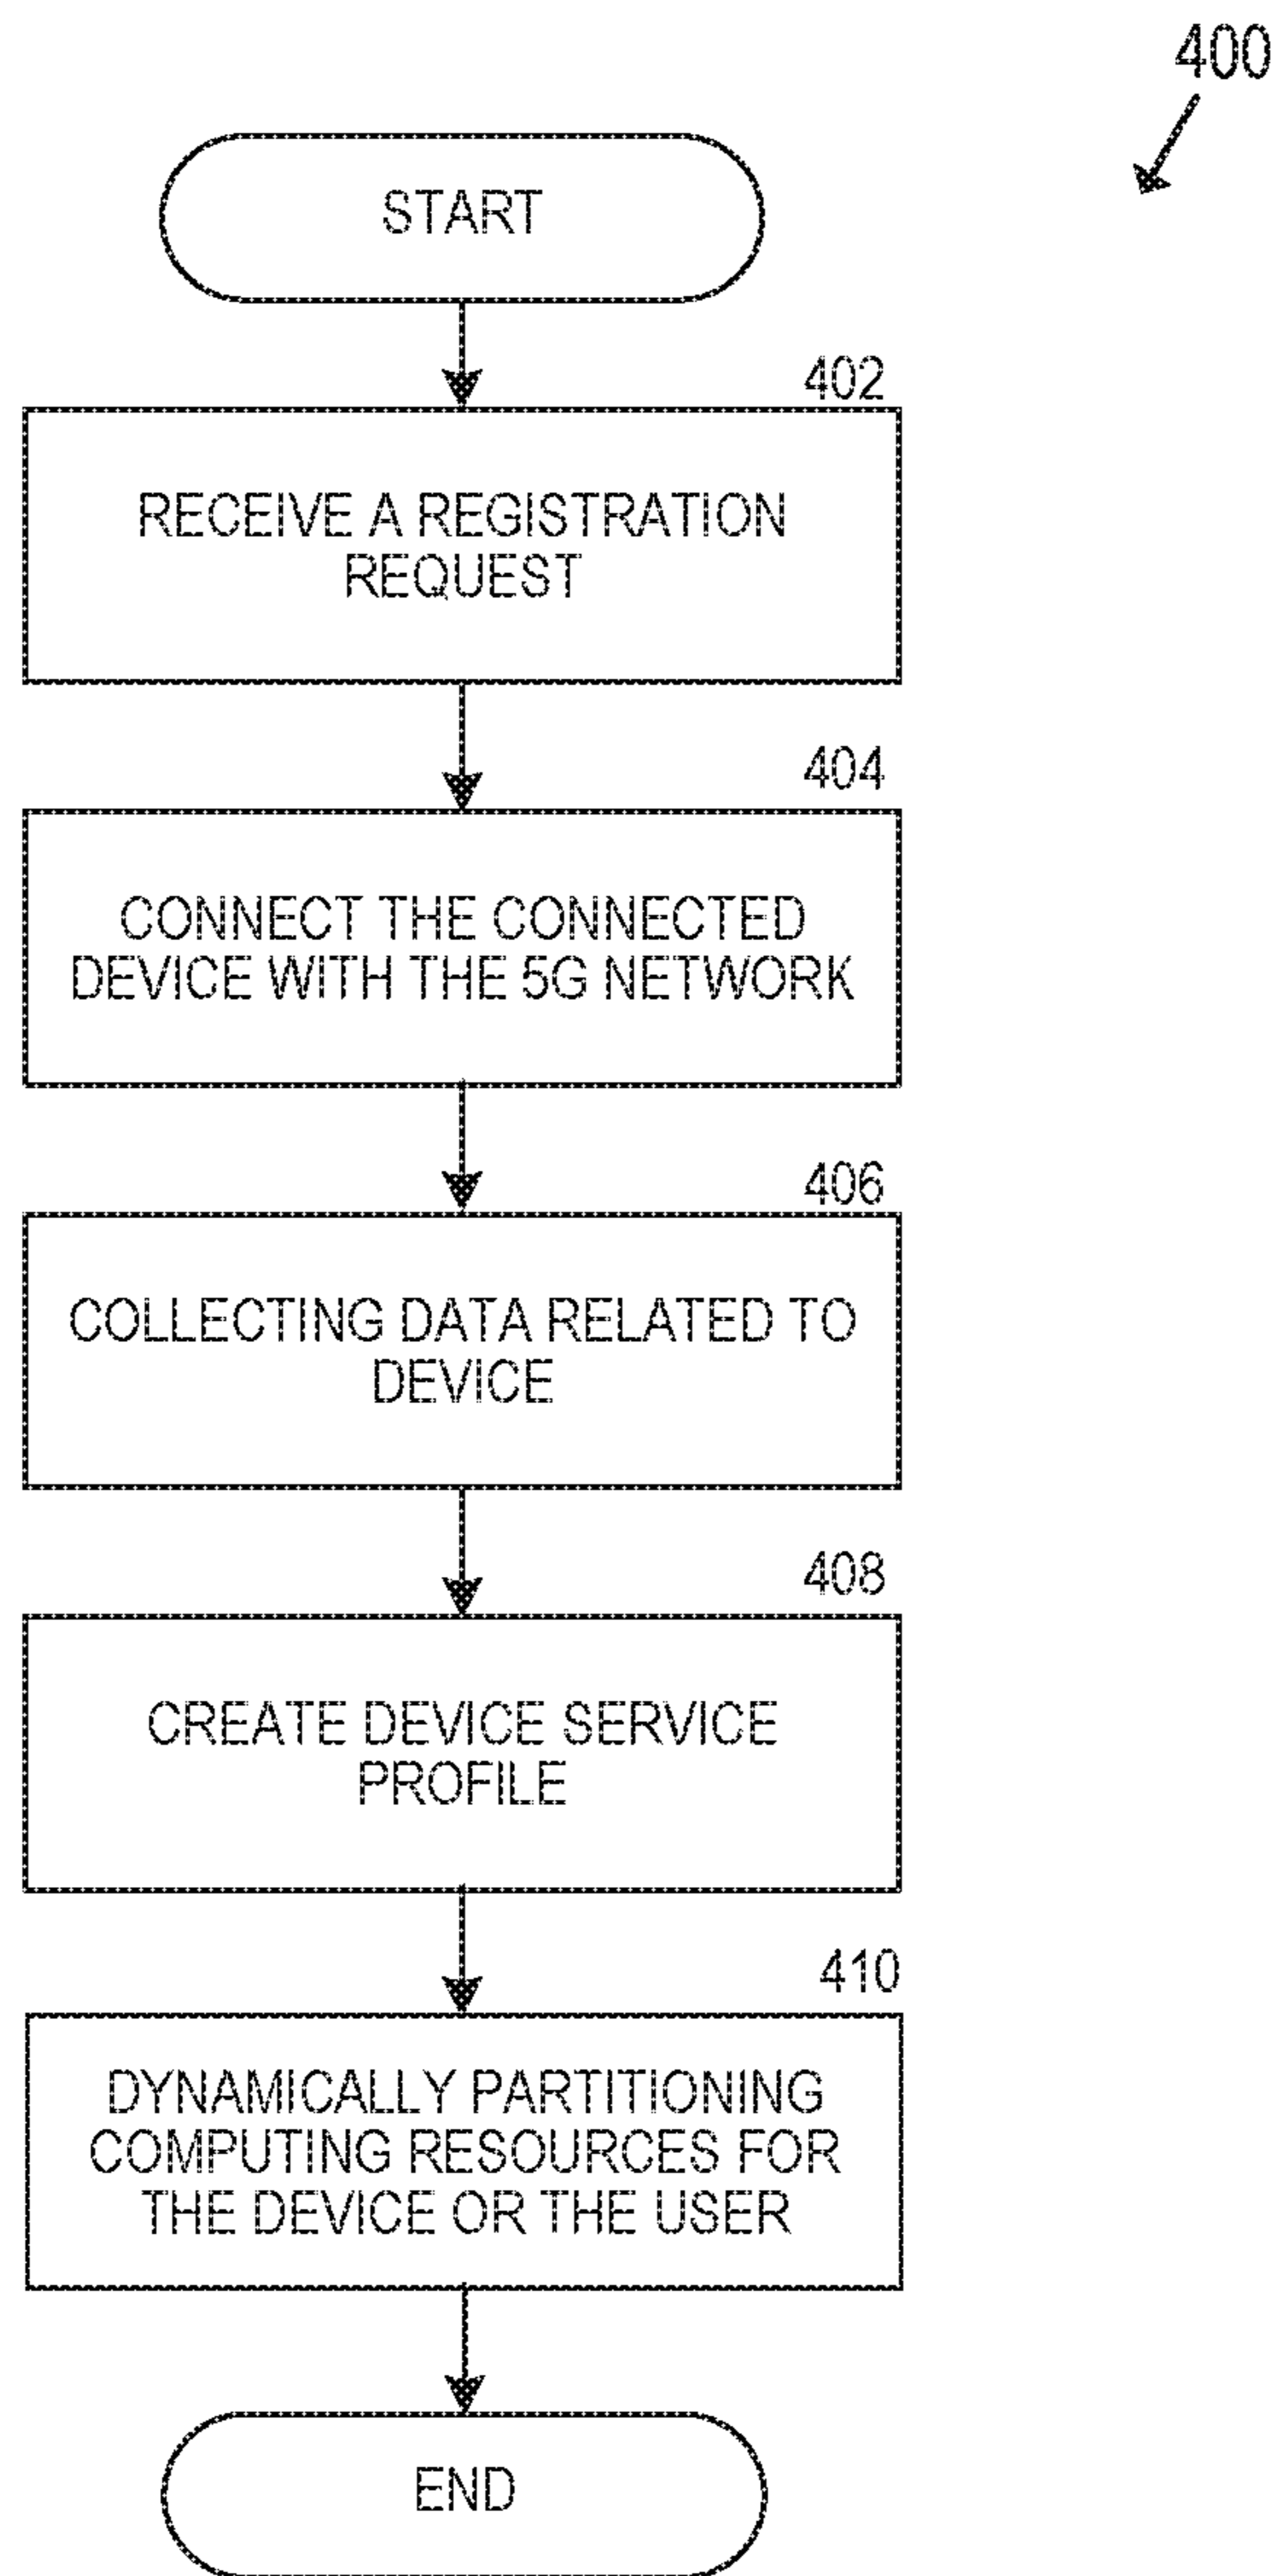 400
START
402
RECEIVE A REGISTRATION
REQUEST
404
CONNECT THE CONNECTED
DEVICE WITH THE 5G NETWORK
406
COLLECTING DATA RELATED TO
DEVICE
408
CREATE DEVICE SERVICE
PROFILE
410
DYNAMICALLY PARTITIONING
COMPUTING RESOURCES FOR
THE DEVICE OR THE USER
END